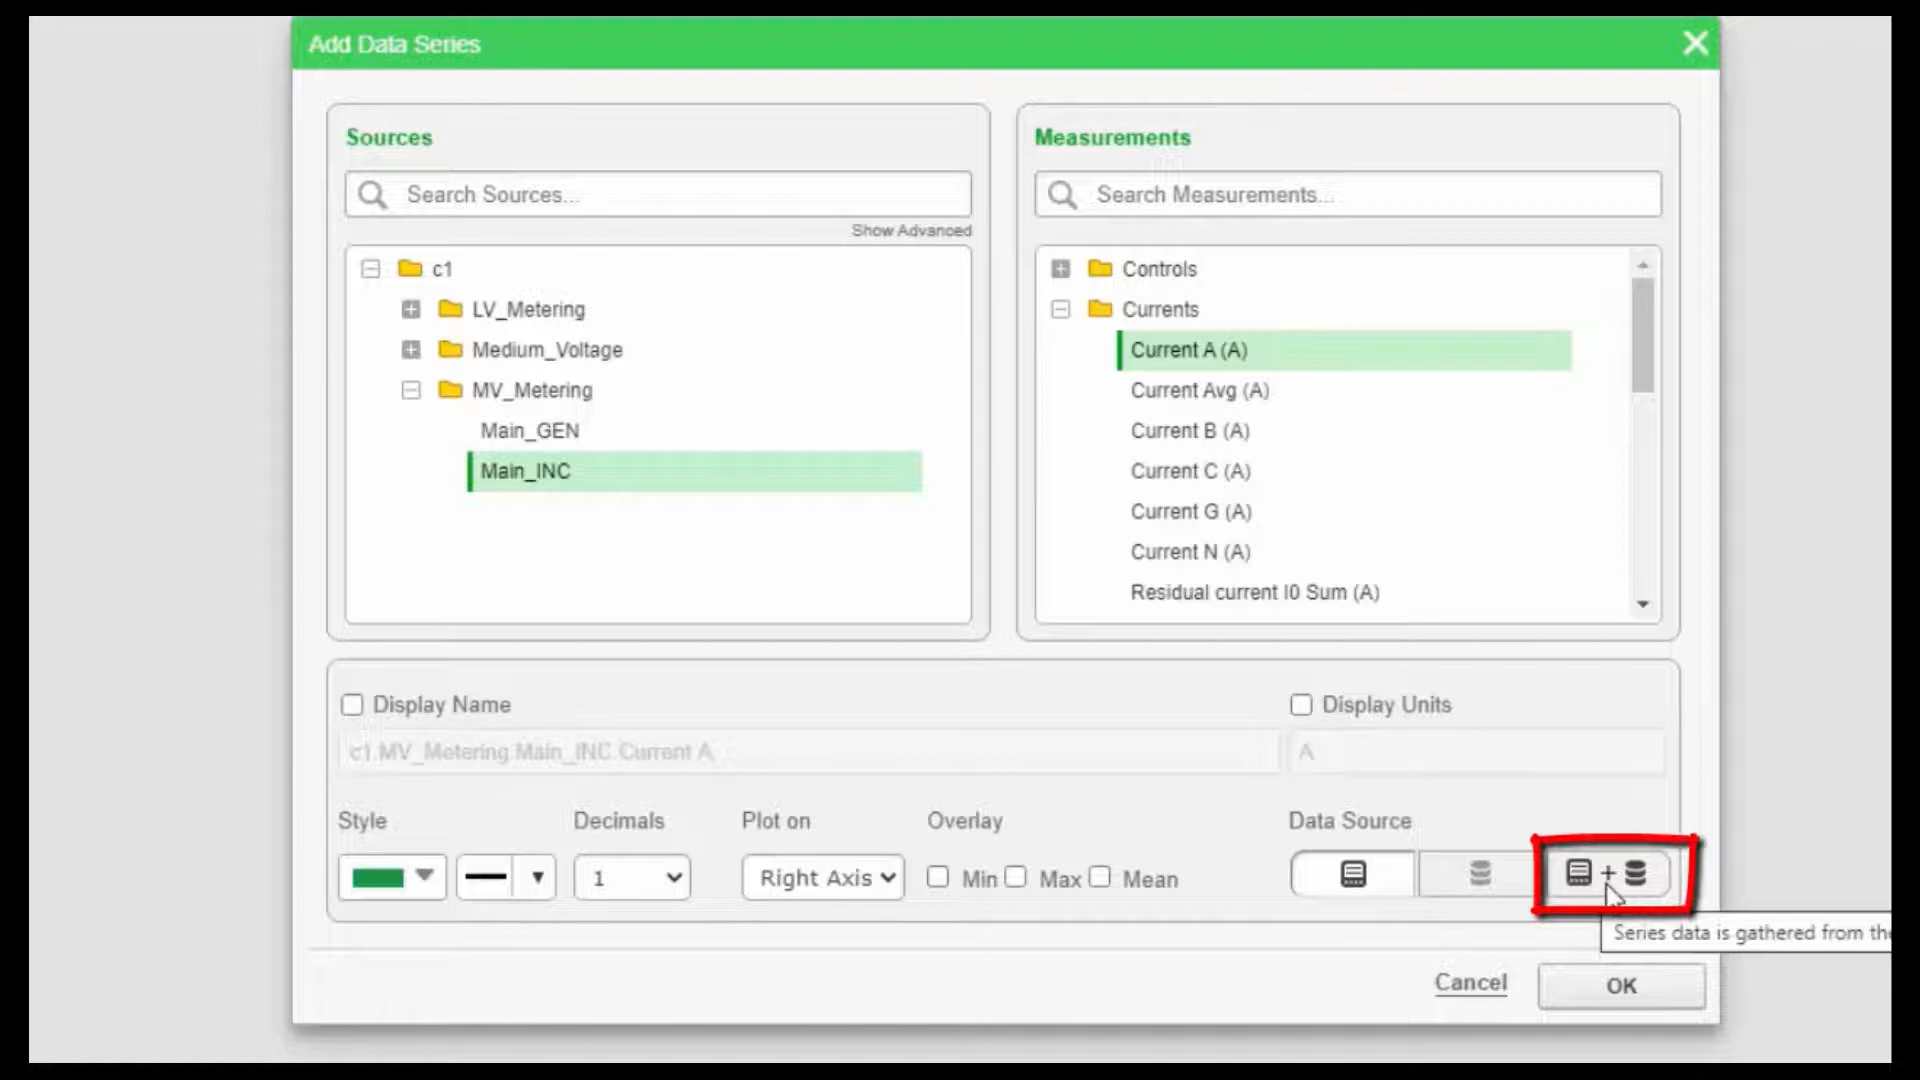 Add Data Series
Sources
Search Sources...
Show Advanced
c1
LV_Metering
Medium_Voltage
MV_Metering
Main_GEN
Main_INC
Measurements
Search Measurements...
Controls
Currents
Current A (A)
Current Avg (A)
Current B (A)
Current C (A)
Current G (A)
Current N (A)
Residual current I0 Sum (A)
Display Name
Display Units
c1.MV_Metering.Main_INC Current A
A
Style
Decimals
Plot on
Overlay
Data Source
1
Right Axis
Min
Max
Mean
+
Series data is gathered from the
Cancel
OK